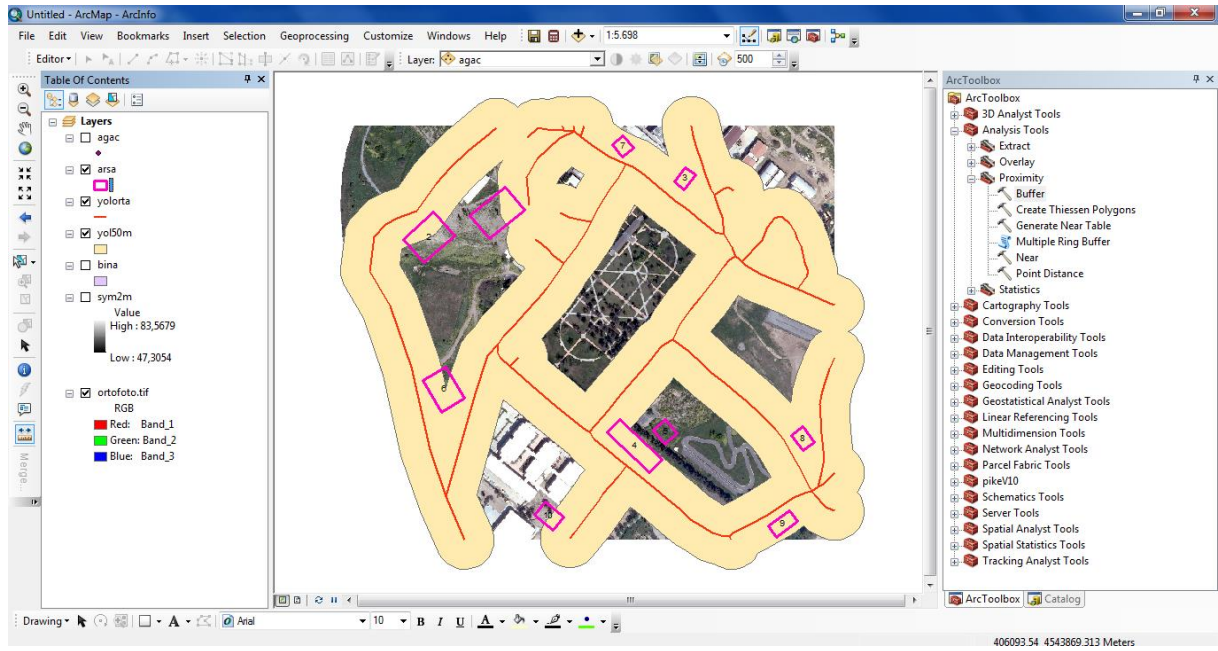 Untitled - ArcMap - ArcInfo
File Edit View Bookmarks Insert Selection Geoprocessing Customize Windows Help 1:5.698
Editor Layer: agac 500
Table Of Contents
Layers
agac
arsa
yolorta
yol50m
bina
sym2m
Value
High : 83,5679
Low : 47,3054
ortofoto.tif
RGB
Red: Band_1
Green: Band_2
Blue: Band_3
Merge...
7
3
2
6
4
5
8
10
9
ArcToolbox
ArcToolbox
3D Analyst Tools
Analysis Tools
Extract
Overlay
Proximity
Buffer
Create Thiessen Polygons
Generate Near Table
Multiple Ring Buffer
Near
Point Distance
Statistics
Cartography Tools
Conversion Tools
Data Interoperability Tools
Data Management Tools
Editing Tools
Geocoding Tools
Geostatistical Analyst Tools
Linear Referencing Tools
Multidimension Tools
Network Analyst Tools
Parcel Fabric Tools
pikeV10
Schematics Tools
Server Tools
Spatial Analyst Tools
Spatial Statistics Tools
Tracking Analyst Tools
ArcToolbox Catalog
Drawing A Arial 10 B I U A
406093,54 4543869,313 Meters